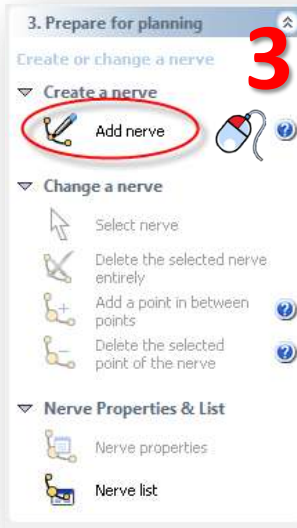 3. Prepare for planning
3
Create or change a nerve
Create a nerve
Add nerve
Change a nerve
Select nerve
Delete the selected nerve
entirely
Add a point in between
points
Delete the selected
point of the nerve
Nerve Properties & List
Nerve properties
Nerve list